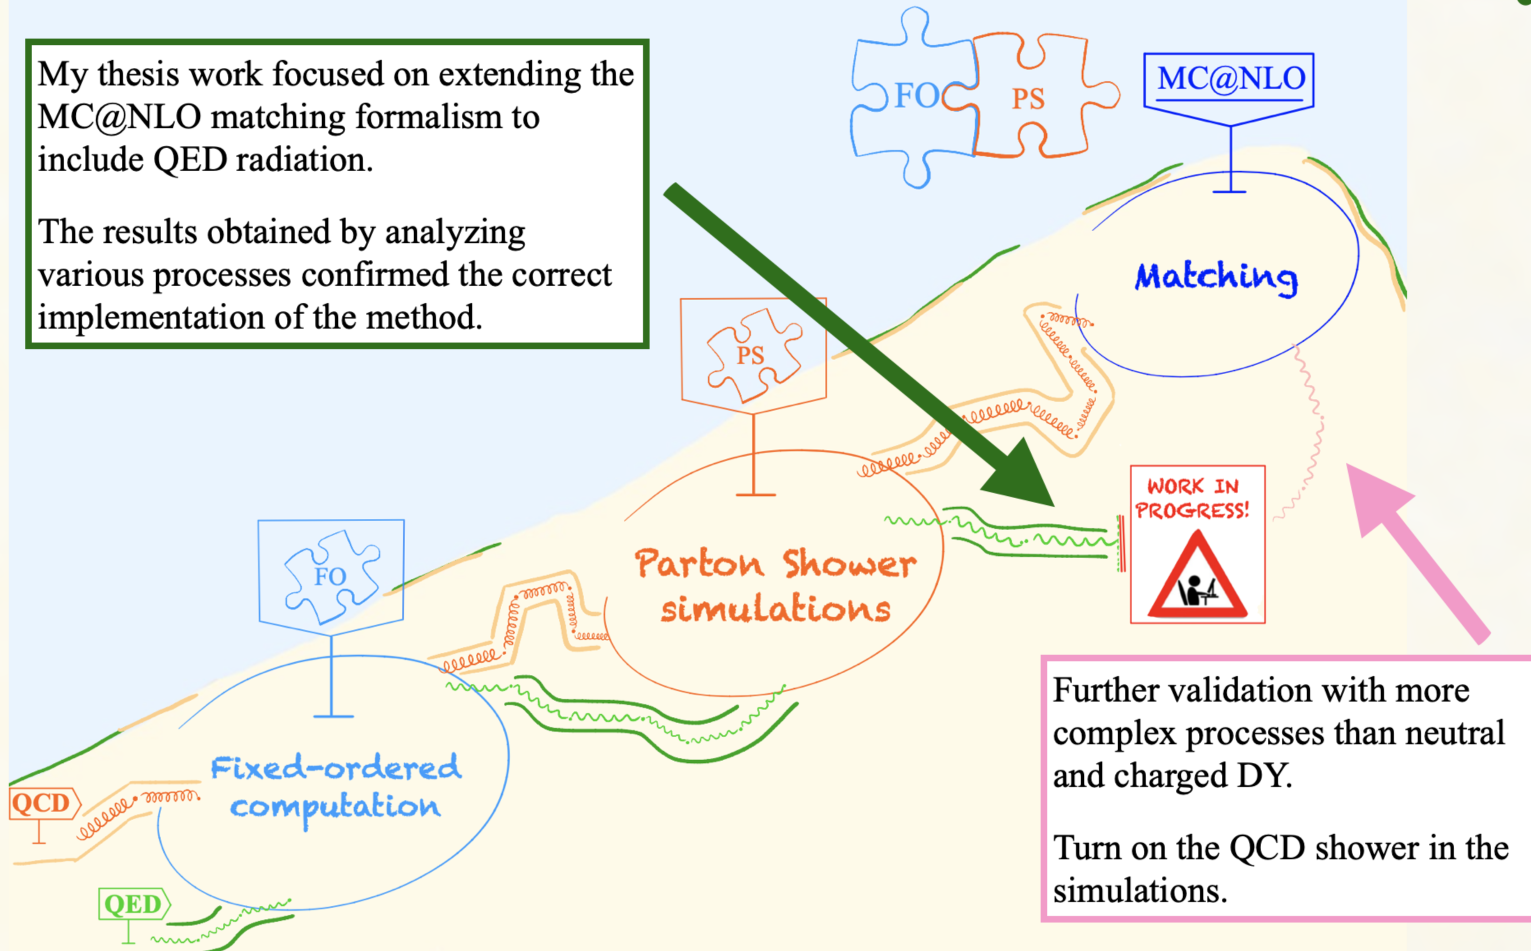 My thesis work focused on extending the
MC@NLO matching formalism to
include QED radiation.
The results obtained by analyzing
various processes confirmed the correct
implementation of the method.
FO
PS
MC@NLO
Matching
PS
WORK IN
PROGRESS!
Parton Shower
simulations
FO
Fixed-ordered
computation
QCD
QED
Further validation with more
complex processes than neutral
and charged DY.
Turn on the QCD shower in the
simulations.